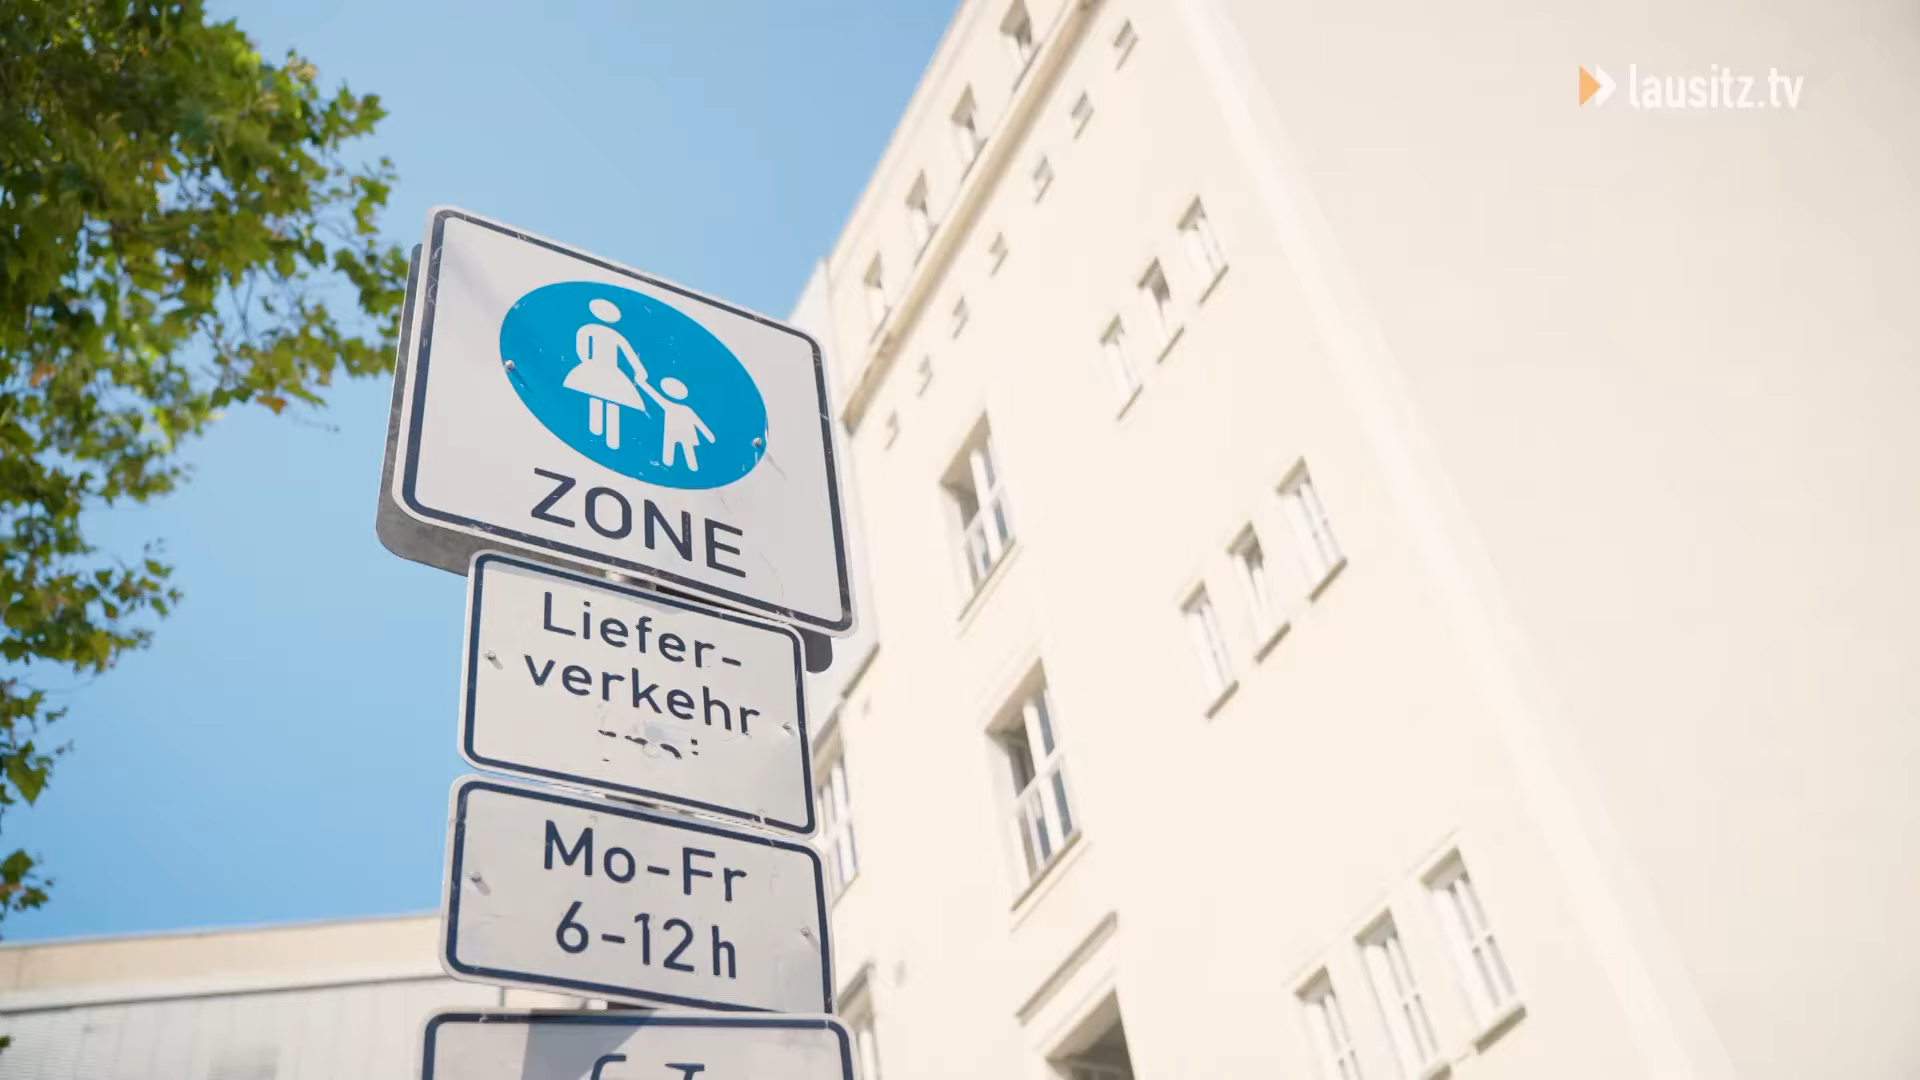 lausitz.tv
ZONE
Liefer-
verkehr
Mo-Fr
6-12h